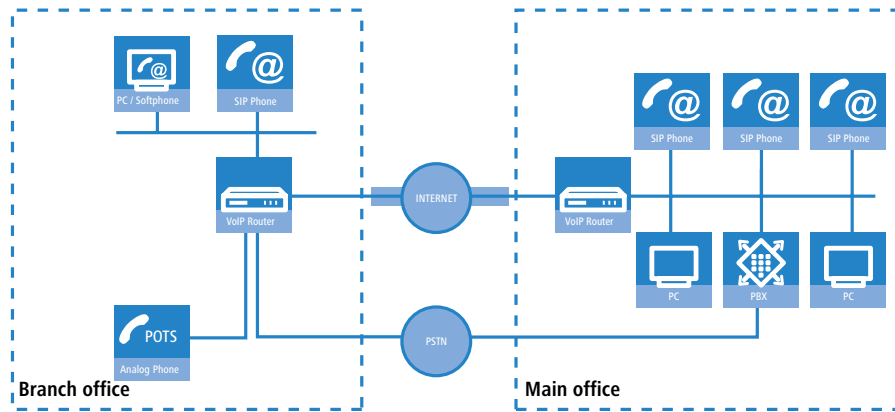 @
PC / Softphone
@
SIP Phone
VoIP Router
POTS
Analog Phone
Branch office
INTERNET
PSTN
@
SIP Phone
@
SIP Phone
@
SIP Phone
VoIP Router
PC
PBX
PC
Main office